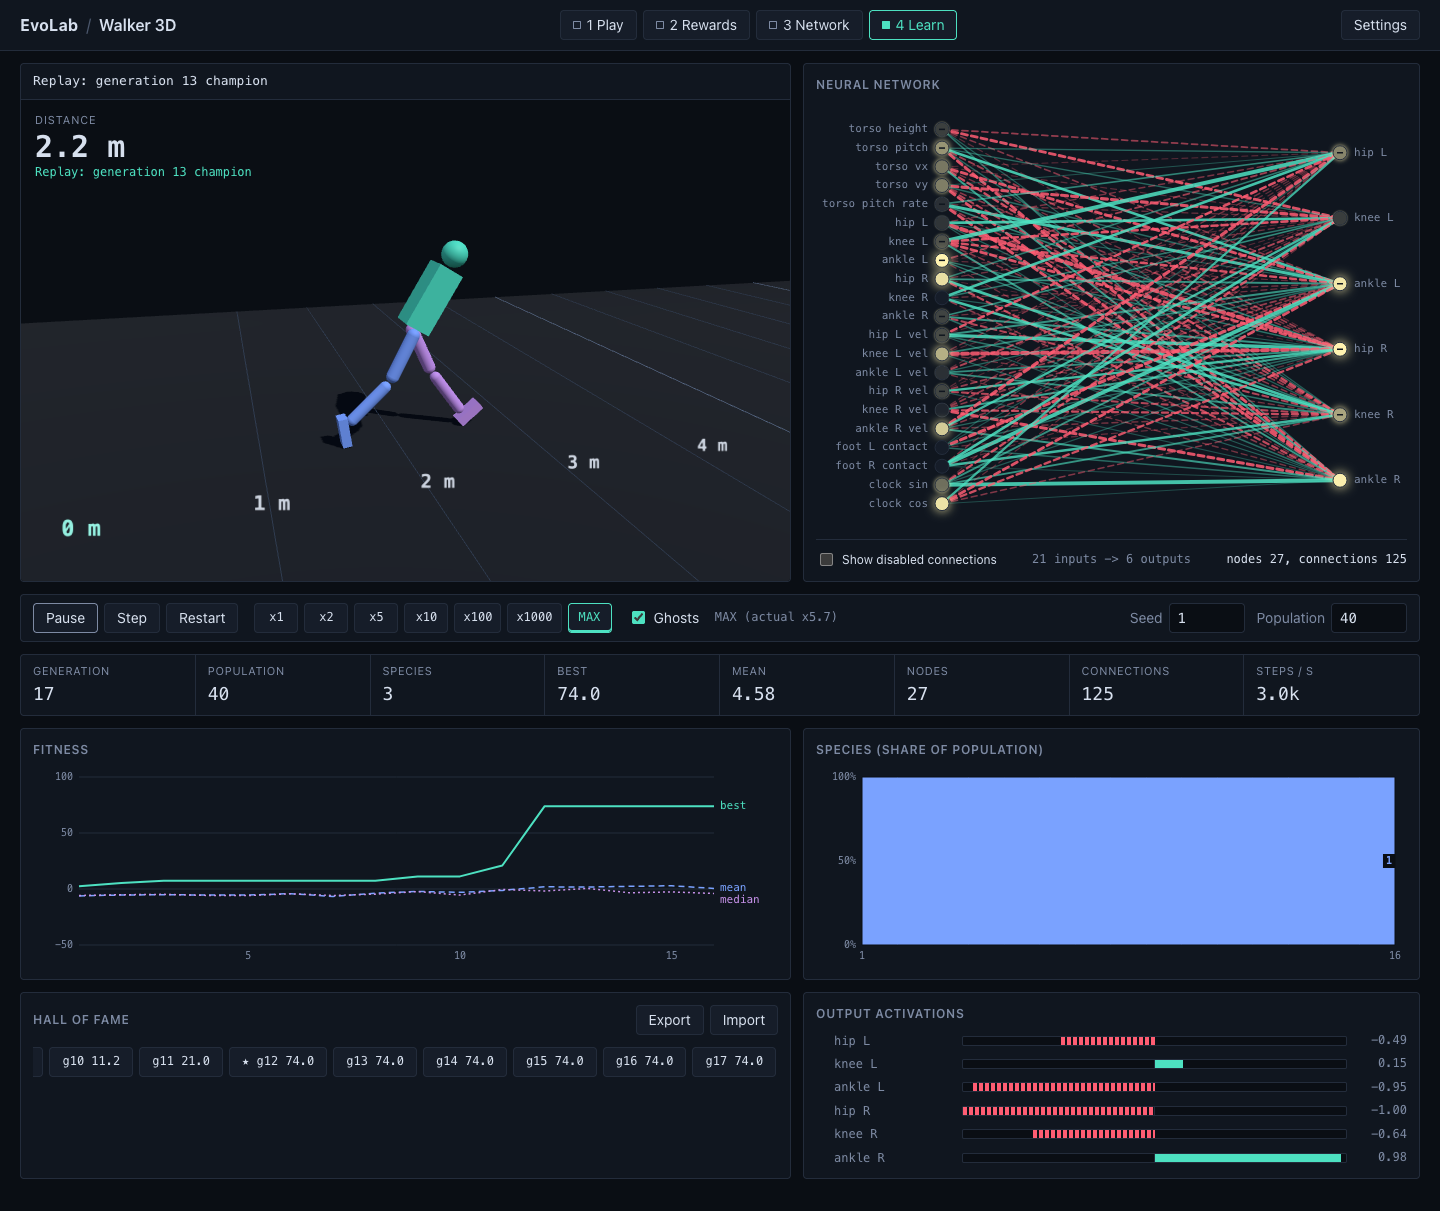 EvoLab / Walker 3D
1 Play
2 Rewards
3 Network
4 Learn
Settings
Replay: generation 13 champion
DISTANCE
2.2 m
Replay: generation 13 champion
0 m
1 m
2 m
3 m
4 m
NEURAL NETWORK
torso height
torso pitch
torso vx
torso vy
torso pitch rate
hip L
knee L
ankle L
hip R
knee R
ankle R
hip L vel
knee L vel
ankle L vel
hip R vel
knee R vel
ankle R vel
foot L contact
foot R contact
clock sin
clock cos
hip L
knee L
ankle L
hip R
knee R
ankle R
Show disabled connections
21 inputs –> 6 outputs
nodes 27, connections 125
Pause
Step
Restart
x1
x2
x5
x10
x100
x1000
MAX
Ghosts
MAX (actual x5.7)
Seed 1
Population 40
GENERATION
17
POPULATION
40
SPECIES
3
BEST
74.0
MEAN
4.58
NODES
27
CONNECTIONS
125
STEPS / S
3.0k
FITNESS
100
50
0
−50
5
10
15
best
mean
median
SPECIES (SHARE OF POPULATION)
100%
50%
0%
1
16
1
HALL OF FAME
Export
Import
g10 11.2
g11 21.0
★ g12 74.0
g13 74.0
g14 74.0
g15 74.0
g16 74.0
g17 74.0
OUTPUT ACTIVATIONS
hip L −0.49
knee L 0.15
ankle L −0.95
hip R −1.00
knee R −0.64
ankle R 0.98